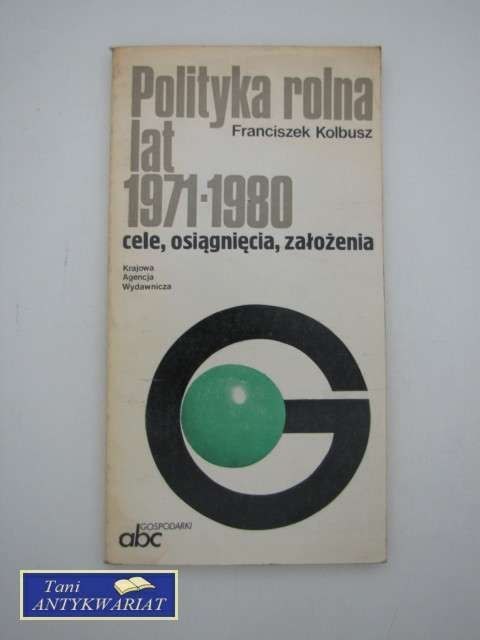 Polityka rolna
Franciszek Kolbusz
lat
1971-1980
cele, osiągnięcia, założenia
Krajowa
Agencja
Wydawnicza
G
GOSPODARKI
abc
Tani
ANTYKWARIAT